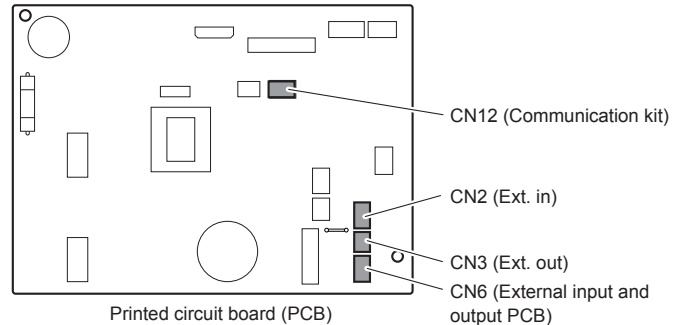 CN12 (Communication kit)
CN2 (Ext. in)
CN3 (Ext. out)
CN6 (External input and
output PCB)
Printed circuit board (PCB)